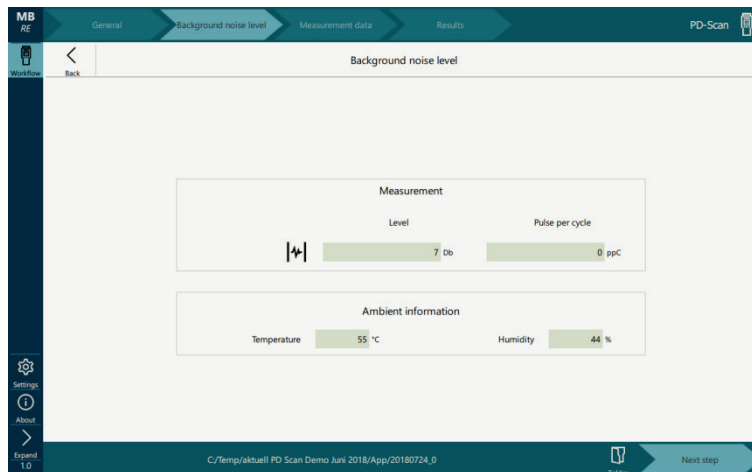 MB
RE
General
Background noise level
Measurement data
Results
PD-Scan
Workflow
Back
Background noise level
Measurement
Level
Pulse per cycle
7 Db
0 ppC
Ambient information
Temperature
55 °C
Humidity
44 %
Settings
About
Expand
1.0
C:/Temp/aktuell PD Scan Demo Juni 2018/App/20180724_0
Next step